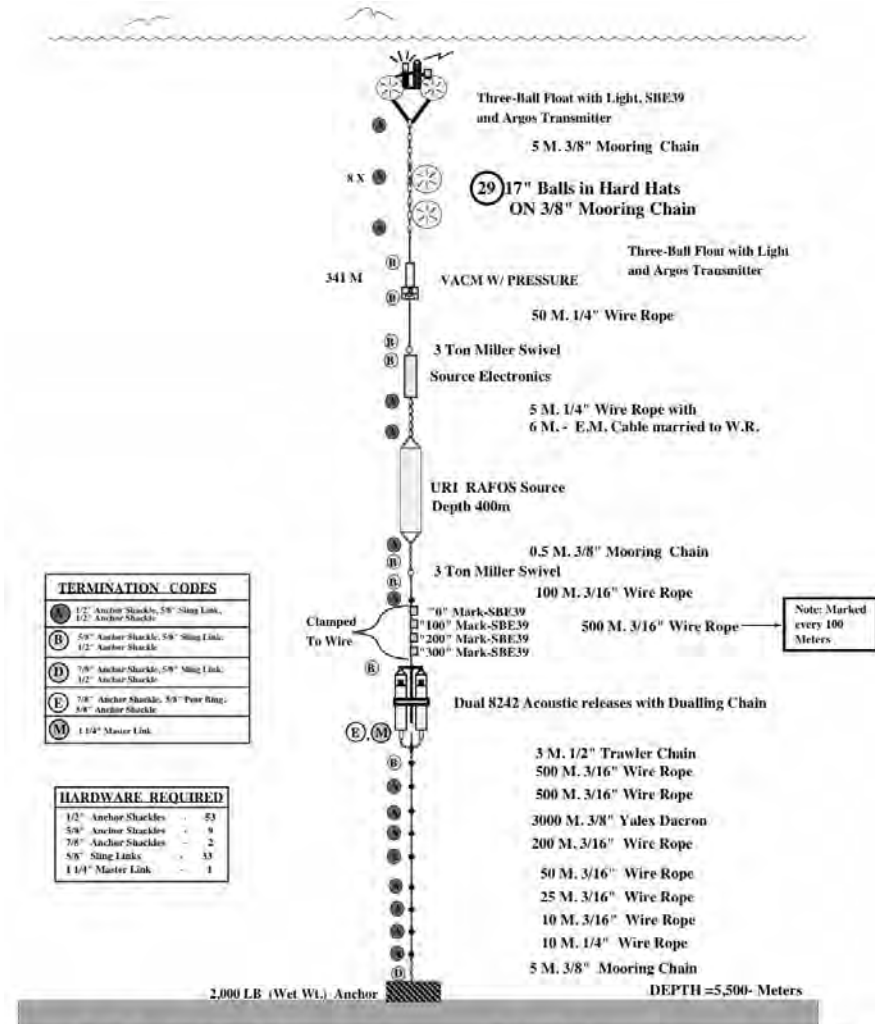 Three-Ball Float with Light, SBE39
and Argos Transmitter
A
5 M. 3/8" Mooring Chain
8 X A
29 17" Balls in Hard Hats
ON 3/8" Mooring Chain
A
Three-Ball Float with Light
and Argos Transmitter
B
341 M
VACM W/ PRESSURE
B
50 M. 1/4" Wire Rope
B
3 Ton Miller Swivel
B
Source Electronics
A
5 M. 1/4" Wire Rope with
6 M. - E.M. Cable married to W.R.
A
URI RAFOS Source
Depth 400m
A
0.5 M. 3/8" Mooring Chain
B
3 Ton Miller Swivel
B
100 M. 3/16" Wire Rope
A
Clamped
To Wire
"0" Mark-SBE39
"100" Mark-SBE39
"200" Mark-SBE39
"300" Mark-SBE39
500 M. 3/16" Wire Rope
Note: Marked
every 100
Meters
B
Dual 8242 Acoustic releases with Dualling Chain
E , M
3 M. 1/2" Trawler Chain
B
500 M. 3/16" Wire Rope
A
500 M. 3/16" Wire Rope
A
3000 M. 3/8" Yalex Dacron
A
200 M. 3/16" Wire Rope
50 M. 3/16" Wire Rope
A
25 M. 3/16" Wire Rope
A
10 M. 3/16" Wire Rope
A
10 M. 1/4" Wire Rope
A
5 M. 3/8" Mooring Chain
D
2,000 LB (Wet Wt.) Anchor
DEPTH =5,500- Meters
TERMINATION CODES
A 1/2" Anchor Shackle, 5/8" Sling Link,
1/2" Anchor Shackle
B 5/8" Anchor Shackle, 5/8" Sling Link
1/2" Anchor Shackle
D 7/8" Anchor Shackle, 5/8" Sling Link
1/2" Anchor Shackle
E 7/8" Anchor Shackle, 5/8" Pear Ring,
5/8" Anchor Shackle
M 1 1/4" Master Link
HARDWARE REQUIRED
1/2" Anchor Shackles - 53
5/8" Anchor Shackles - 9
7/8" Anchor Shackles - 2
5/8" Sling Links - 33
1 1/4" Master Link - 1